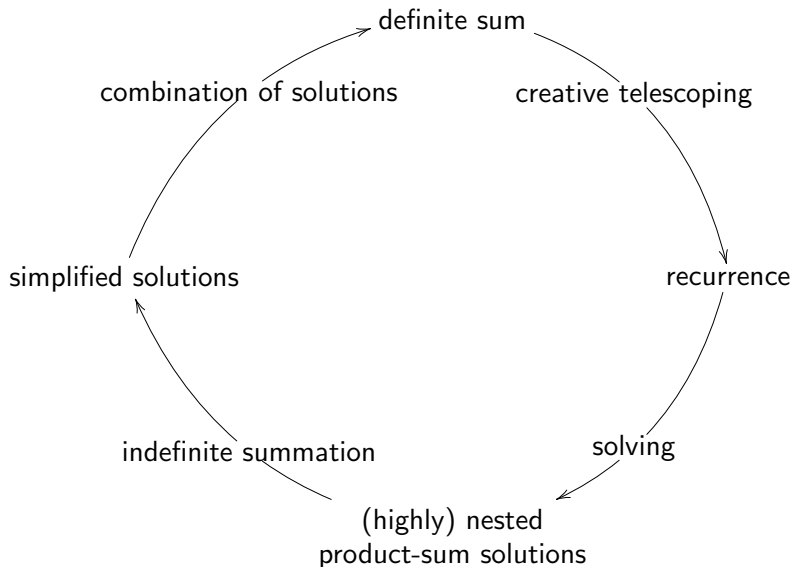 definite sum
combination of solutions
creative telescoping
simplified solutions
recurrence
indefinite summation
solving
(highly) nested
product-sum solutions